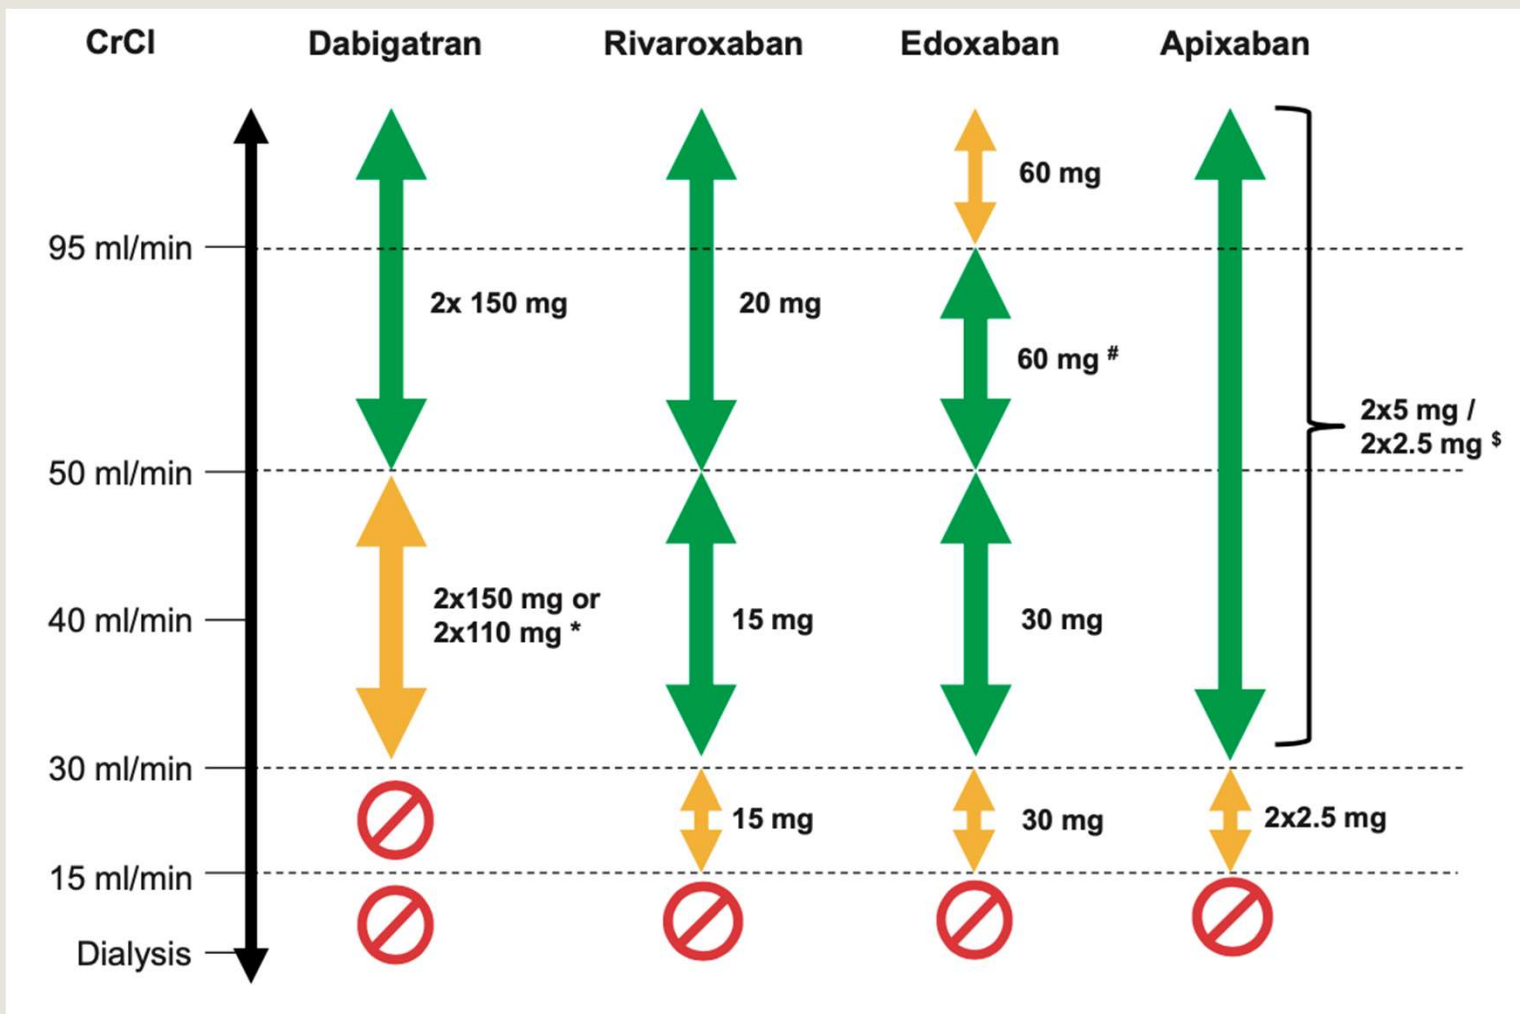 CrCl Dabigatran Rivaroxaban Edoxaban Apixaban
60 mg
95 ml/min
2x 150 mg 20 mg
60 mg #
2x5 mg /
2x2.5 mg $
50 ml/min
2x150 mg or
2x110 mg *
40 ml/min 15 mg 30 mg
30 ml/min
15 mg 30 mg 2x2.5 mg
15 ml/min
Dialysis